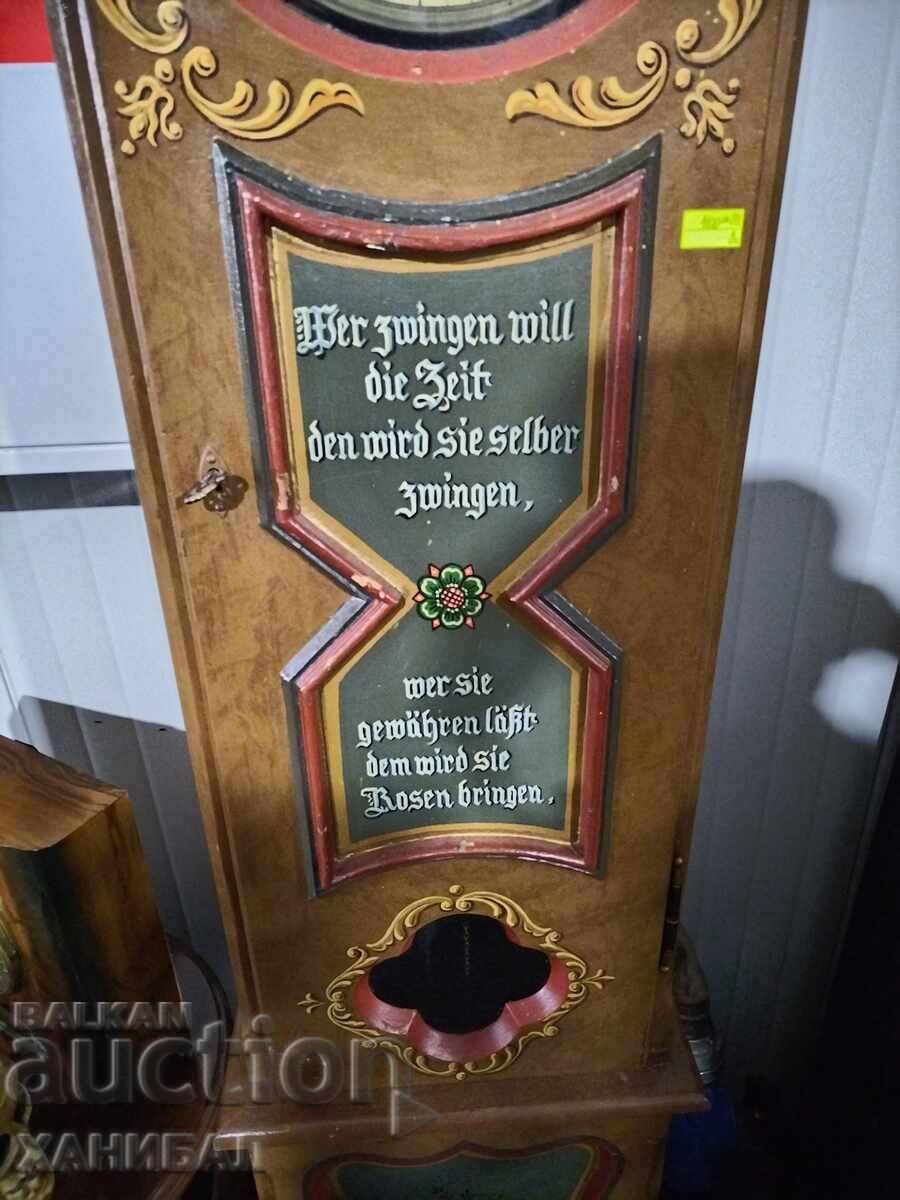 Wer zwingen will
die Zeit
den wird sie selber
zwingen,
wer sie
gewähren läßt
dem wird sie
Rosen bringen.
BALKAN
auction
ХАНИБАЛ